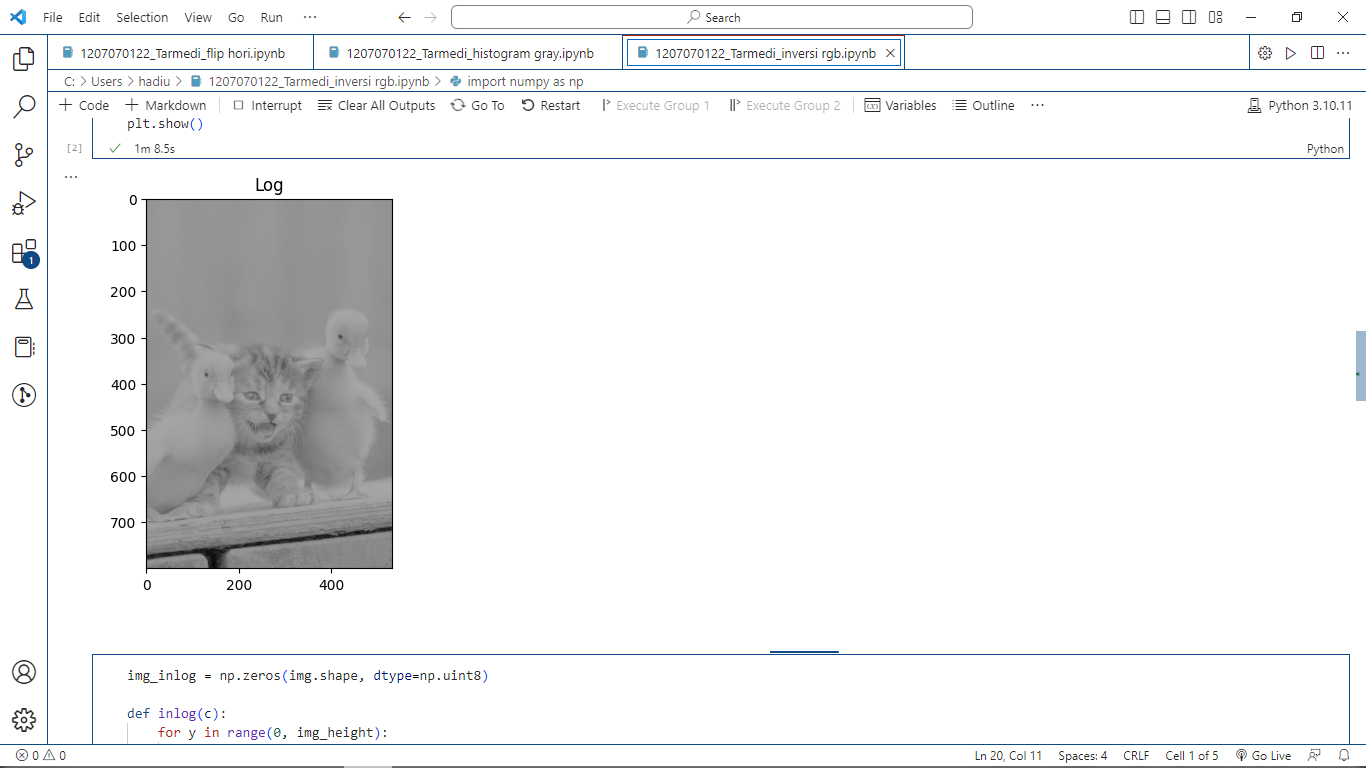 File Edit Selection View Go Run ··· Search
1207070122_Tarmedi_flip hori.ipynb 1207070122_Tarmedi_histogram gray.ipynb 1207070122_Tarmedi_inversi rgb.ipynb
C: > Users > hadiu > 1207070122_Tarmedi_inversi rgb.ipynb > import numpy as np
+ Code + Markdown Interrupt Clear All Outputs Go To Restart Execute Group 1 Execute Group 2 Variables Outline ··· Python 3.10.11
plt.show()
[2] 1m 8.5s Python
...
Log
0
100
200
300
400
500
600
700
0 200 400
1
img_inlog = np.zeros(img.shape, dtype=np.uint8)
def inlog(c):
for y in range(0, img_height):
0 0 Ln 20, Col 11 Spaces: 4 CRLF Cell 1 of 5 Go Live